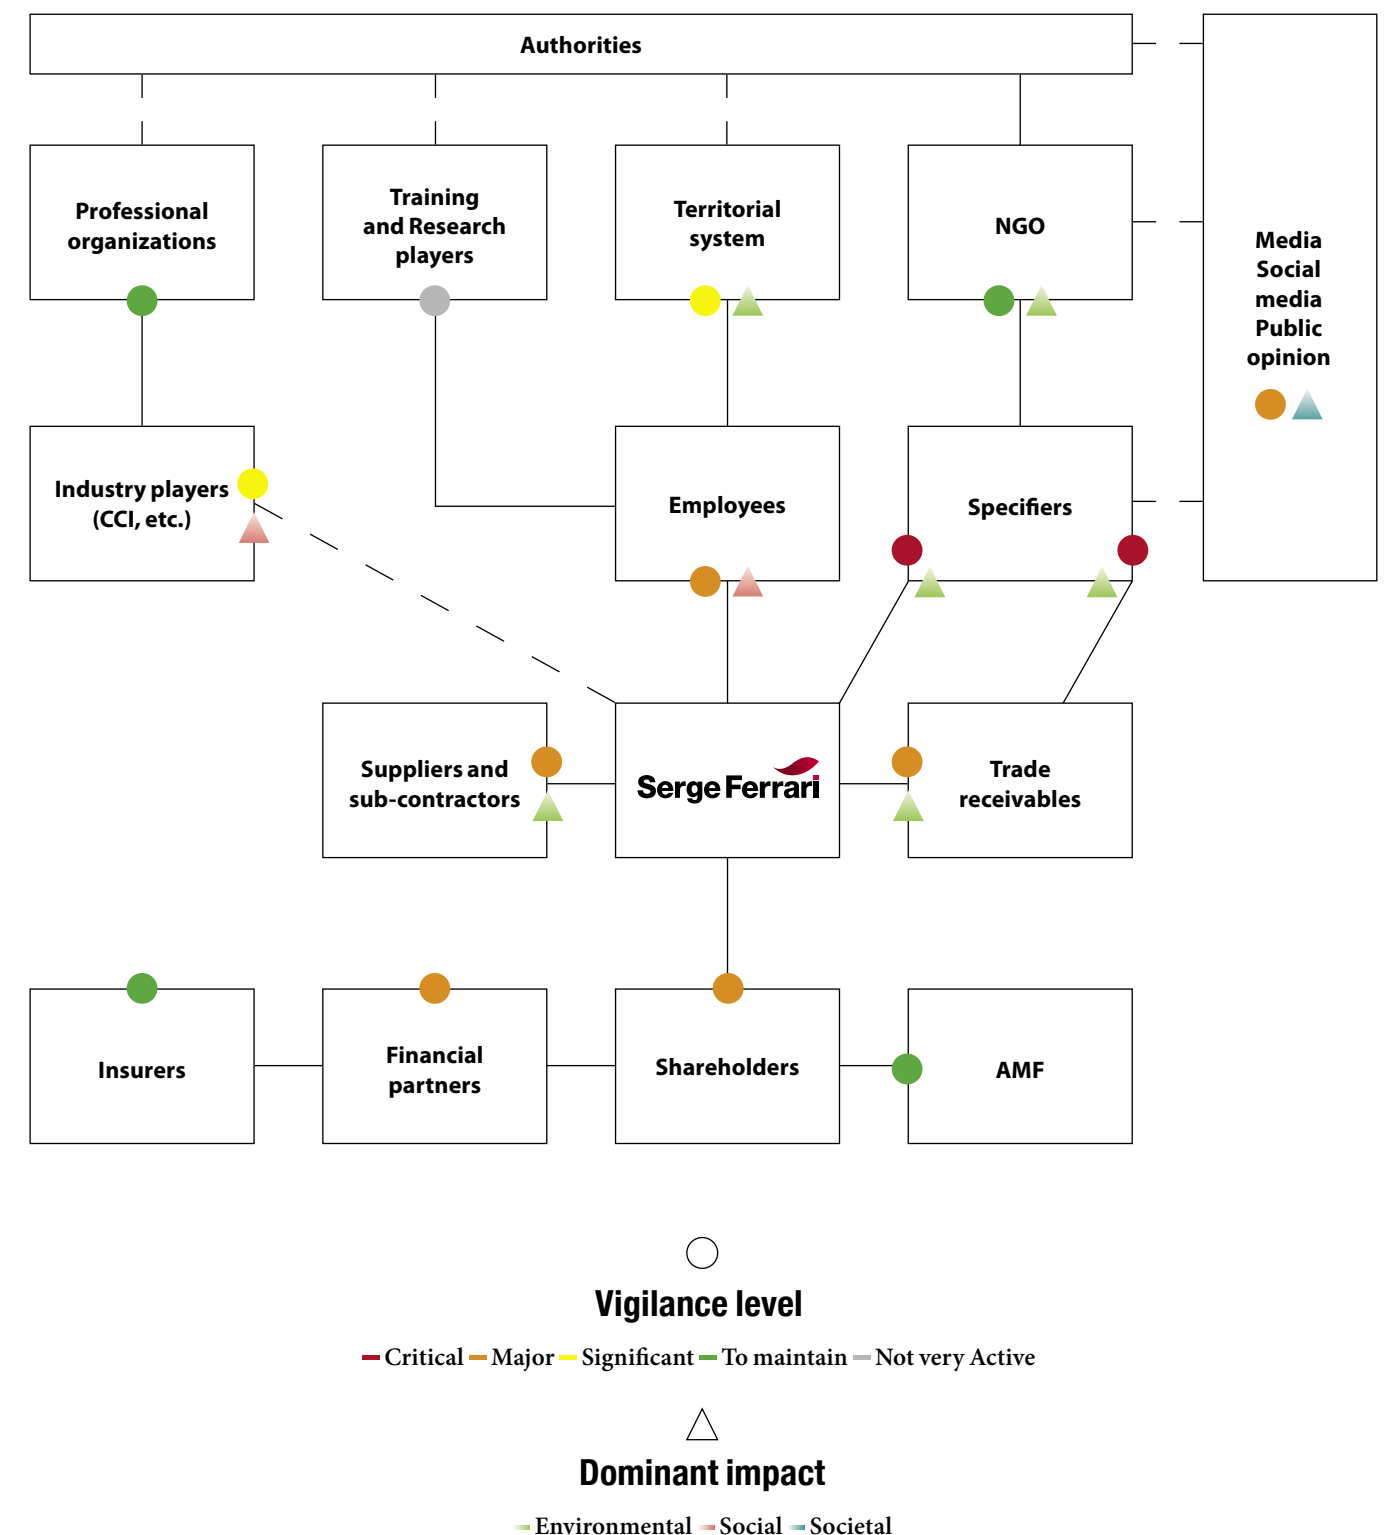 Authorities
Professional
organizations
Training
and Research
players
Territorial
system
NGO
Media
Social
media
Public
opinion
Industry players
(CCI, etc.)
Employees
Specifiers
Suppliers and
sub-contractors
Serge Ferrari
Trade
receivables
Insurers
Financial
partners
Shareholders
AMF
Vigilance level
Critical Major Significant To maintain Not very Active
Dominant impact
Environmental Social Societal